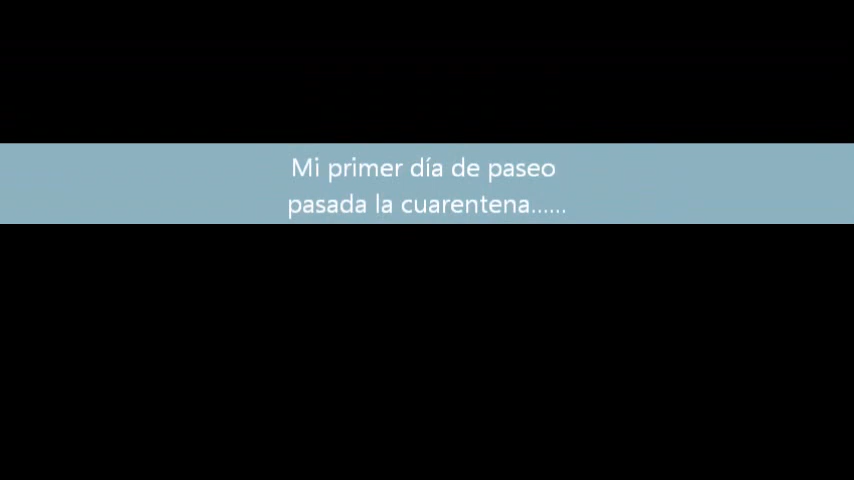 Mi primer día de paseo
pasada la cuarentena......